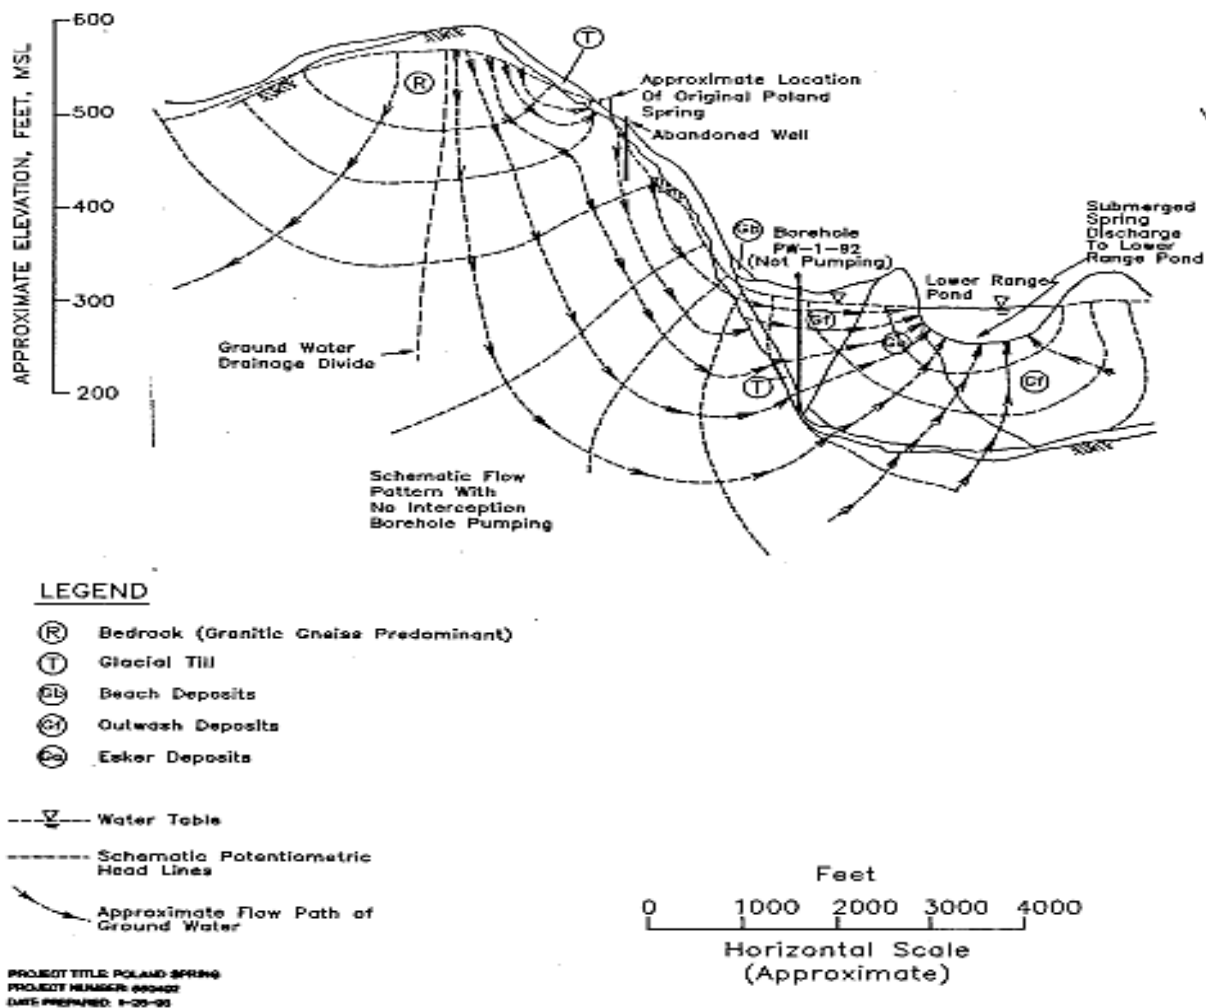 600
500
400
300
200
APPROXIMATE ELEVATION, FEET, MSL
T
R
Approximate Location
Of Original Poland
Spring
Abandoned Well
Submerged
Spring
Discharge
To Lower
Range Pond
Gb
Borehole
PW-1-92
(Not Pumping)
Lower Range
Pond
Gf
Ground Water
Drainage Divide
T
Gf
Schematic Flow
Pattern With
No Interception
Borehole Pumping
LEGEND
R Bedrock (Granitic Gneiss Predominant)
T Glacial Till
Gb Beach Deposits
Gf Outwash Deposits
Esker Deposits
Water Table
Schematic Potentiometric
Head Lines
Approximate Flow Path of
Ground Water
Feet
0 1000 2000 3000 4000
Horizontal Scale
(Approximate)
PROJECT TITLE: POLAND SPRING
PROJECT NUMBER:
DATE PREPARED: